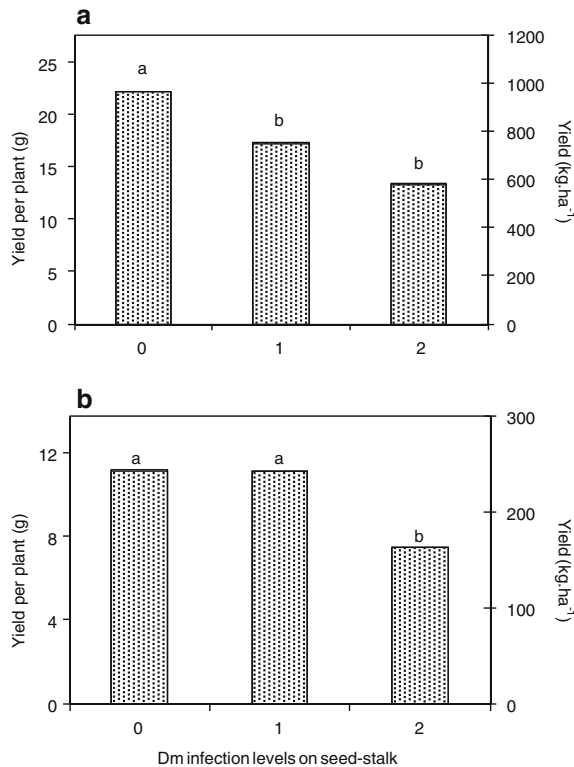 a
25
20
15
10
5
0
Yield per plant (g)
a
b
b
1200
1000
800
600
400
200
0
Yield (kg.ha⁻¹)
0 1 2
b
12
8
4
0
Yield per plant (g)
a
a
b
300
200
100
0
Yield (kg.ha⁻¹)
0 1 2
Dm infection levels on seed-stalk